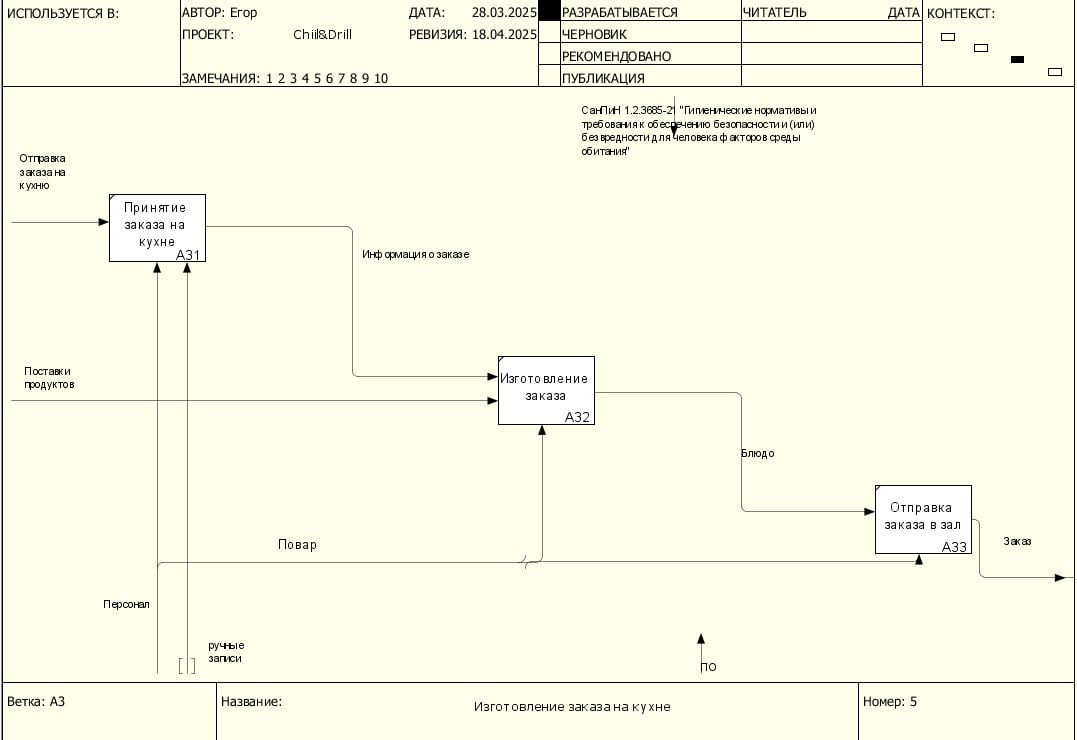 ИСПОЛЬЗУЕТСЯ В:
АВТОР: Егор
ДАТА: 28.03.2025
РАЗРАБАТЫВАЕТСЯ
ЧИТАТЕЛЬ
ДАТА
КОНТЕКСТ:
ПРОЕКТ: Chiil&Drill
РЕВИЗИЯ: 18.04.2025
ЧЕРНОВИК
РЕКОМЕНДОВАНО
ЗАМЕЧАНИЯ: 1 2 3 4 5 6 7 8 9 10
ПУБЛИКАЦИЯ
СанПиН 1.2.3685-21 "Гигиенические нормативы и
требования к обеспечению безопасности и (или)
безвредности для человека факторов среды
обитания"
Отправка
заказа на
кухню
Принятие
заказа на
кухне
A31
Информация о заказе
Поставки
продуктов
Изготовление
заказа
A32
Блюдо
Отправка
заказа в зал
A33
Заказ
Повар
Персонал
ручные
записи
ПО
Ветка: A3
Название:
Изготовление заказа на кухне
Номер: 5